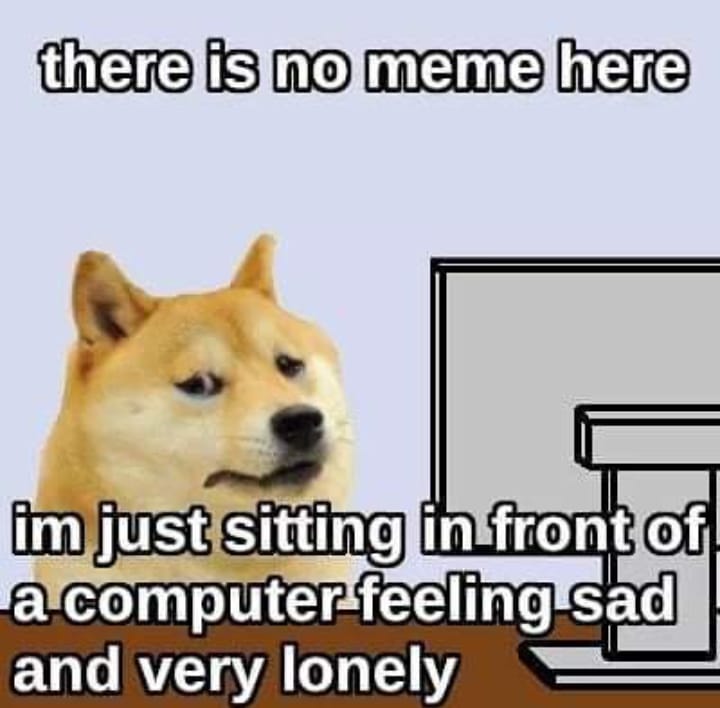 there is no meme here
im just sitting in front of
a computer feeling sad
and very lonely